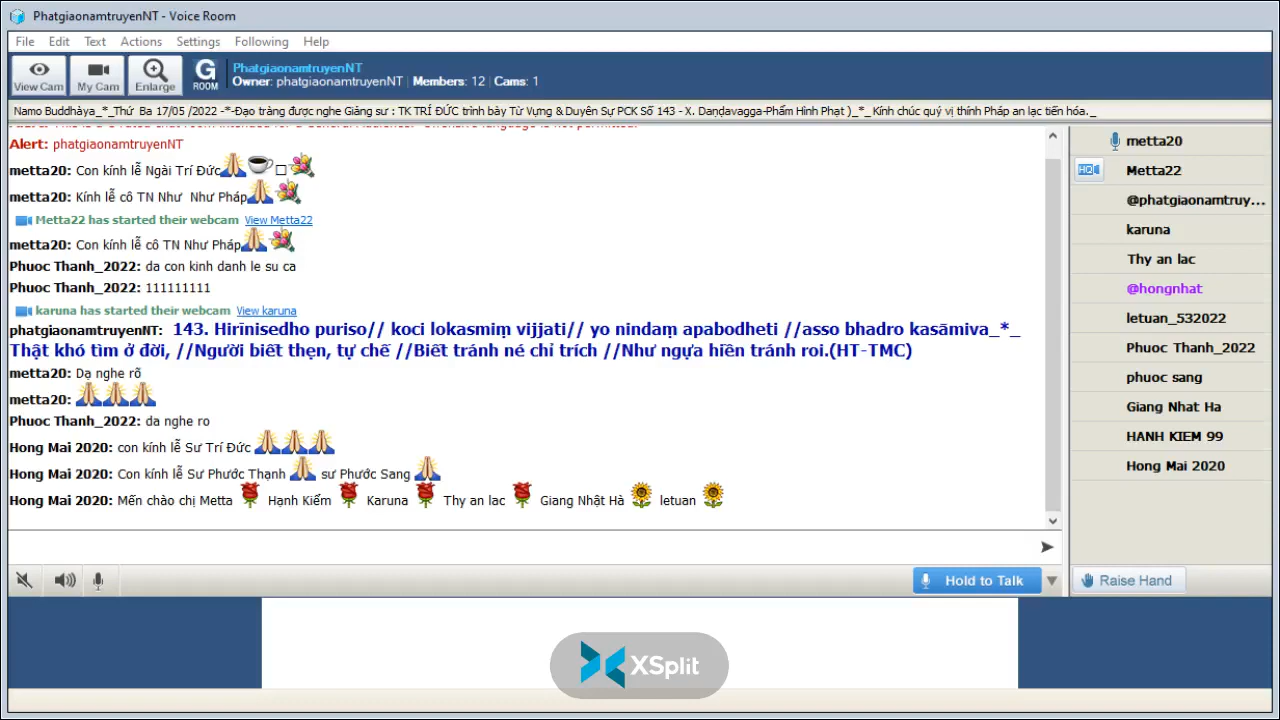 PhatgiaonamtruyenNT - Voice Room
File Edit Text Actions Settings Following Help
View Cam My Cam Enlarge G ROOM
PhatgiaonamtruyenNT
Owner: phatgiaonamtruyenNT | Members: 12 | Cams: 1
Namo Buddhàya_*_Thứ Ba 17/05 /2022 -*-Đạo tràng được nghe Giảng sư : TK TRÍ ĐỨC trình bày Từ Vựng & Duyên Sự PCK Số 143 - X. Daṇḍavagga-Phẩm Hình Phạt )_*_ Kính chúc quý vị thính Pháp an lạc tiến hóa._
Alert: phatgiaonamtruyenNT
metta20: Con kính lễ Ngài Trí Đức
metta20: Kính lễ cô TN Như Như Pháp
Metta22 has started their webcam View Metta22
metta20: Con kính lễ cô TN Như Pháp
Phuoc Thanh_2022: da con kinh danh le su ca
Phuoc Thanh_2022: 111111111
karuna has started their webcam View karuna
phatgiaonamtruyenNT: 143. Hirīnisedho puriso// koci lokasmiṃ vijjati// yo nindaṃ apabodheti //asso bhadro kasāmiva_*_
Thật khó tìm ở đời, //Người biết thẹn, tự chế //Biết tránh né chỉ trích //Như ngựa hiền tránh roi.(HT-TMC)
metta20: Dạ nghe rõ
metta20:
Phuoc Thanh_2022: da nghe ro
Hong Mai 2020: con kính lễ Sư Trí Đức
Hong Mai 2020: Con kính lễ Sư Phước Thạnh sư Phước Sang
Hong Mai 2020: Mến chào chị Metta Hạnh Kiểm Karuna Thy an lac Giang Nhật Hà letuan
metta20
Metta22
@phatgiaonamtruy...
karuna
Thy an lac
@hongnhat
letuan_532022
Phuoc Thanh_2022
phuoc sang
Giang Nhat Ha
HANH KIEM 99
Hong Mai 2020
Hold to Talk
Raise Hand
XSplit